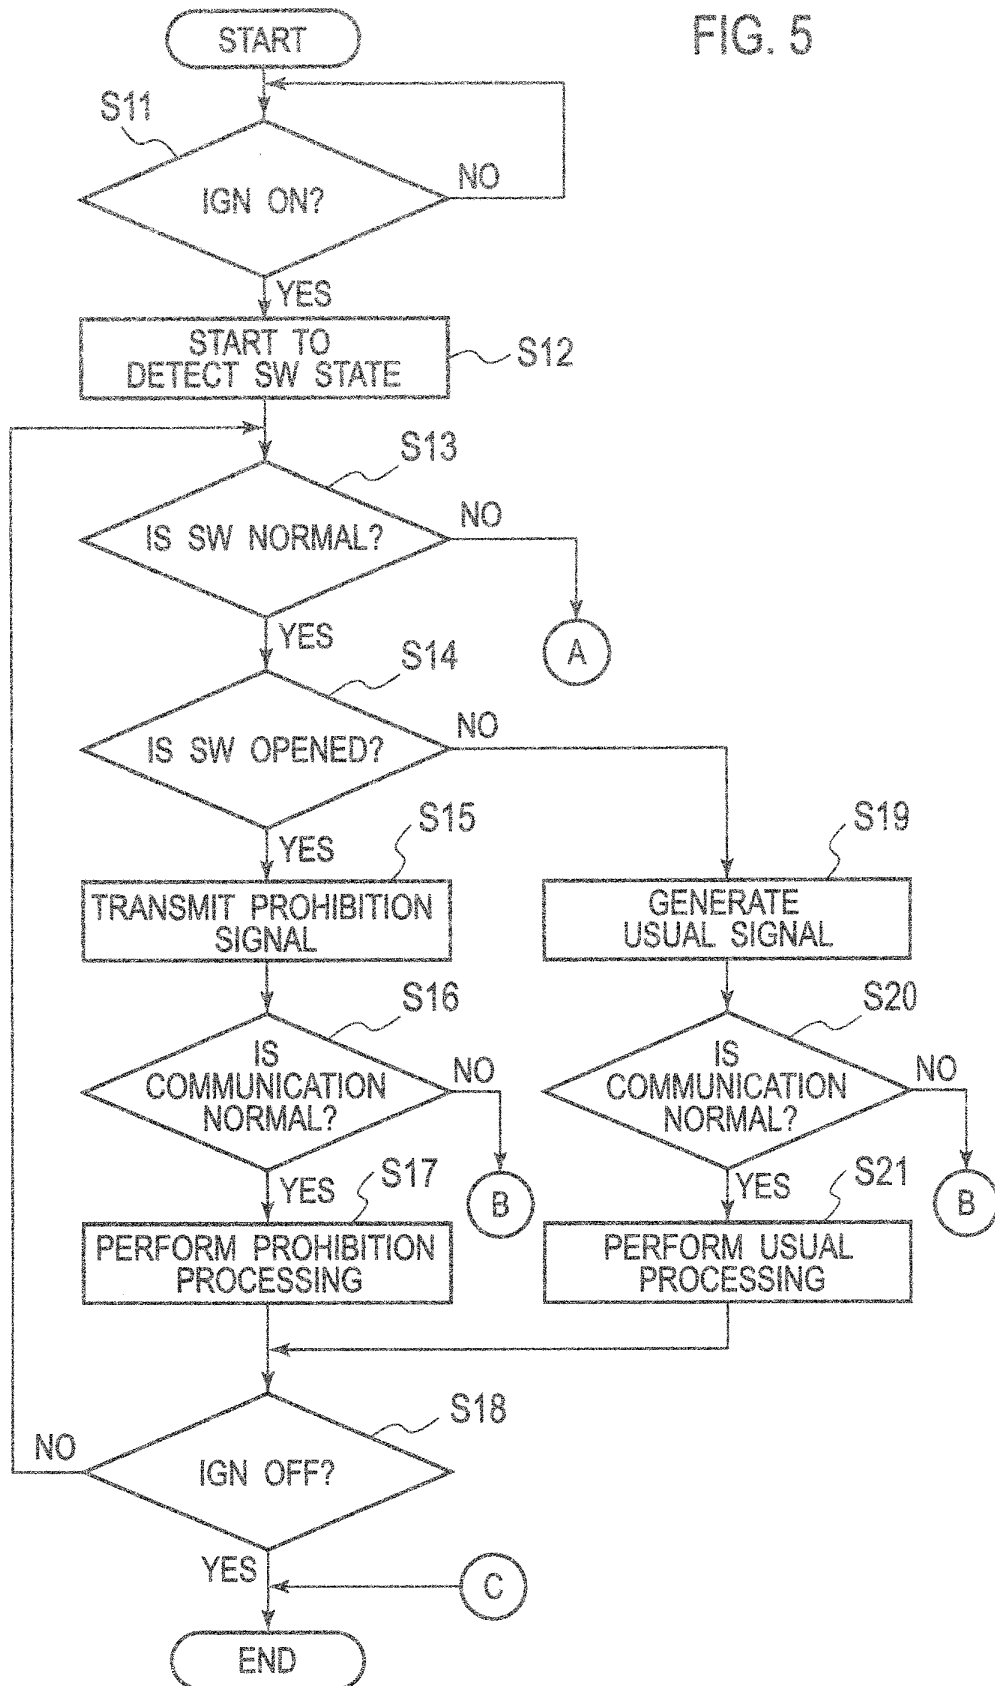 START
FIG. 5
S11
IGN ON?
NO
YES
START TO
DETECT SW STATE
S12
S13
IS SW NORMAL?
NO
A
YES
S14
IS SW OPENED?
NO
YES
S15
TRANSMIT PROHIBITION
SIGNAL
S19
GENERATE
USUAL SIGNAL
S16
IS
COMMUNICATION
NORMAL?
NO
B
S20
IS
COMMUNICATION
NORMAL?
NO
B
YES
S17
PERFORM PROHIBITION
PROCESSING
YES
S21
PERFORM USUAL
PROCESSING
S18
IGN OFF?
NO
YES
C
END